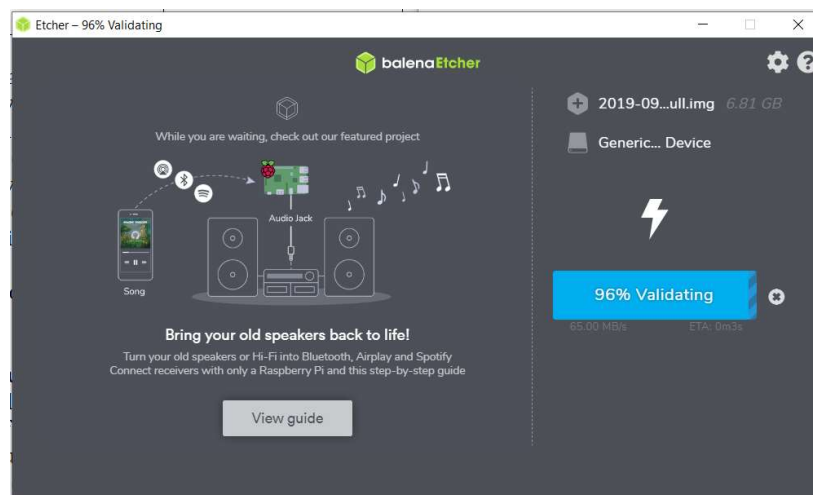 Etcher – 96% Validating
balenaEtcher
While you are waiting, check out our featured project
Audio Jack
Song
Bring your old speakers back to life!
Turn your old speakers or Hi-Fi into Bluetooth, Airplay and Spotify
Connect receivers with only a Raspberry Pi and this step-by-step guide
View guide
2019-09...ull.img 6.81 GB
Generic... Device
96% Validating
65.00 MB/s ETA: 0m3s